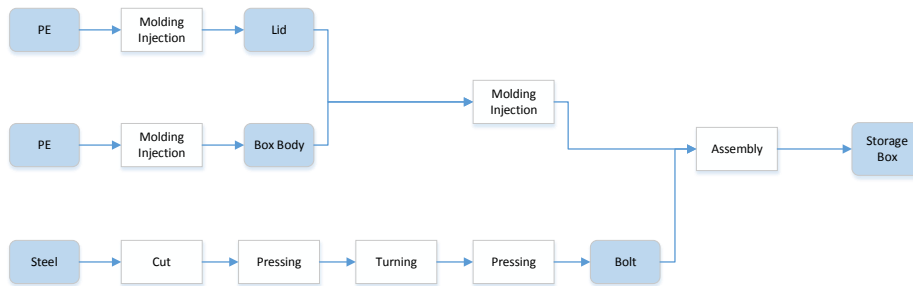 PE
Molding
Injection
Lid
Molding
Injection
PE
Molding
Injection
Box Body
Assembly
Storage
Box
Steel
Cut
Pressing
Turning
Pressing
Bolt